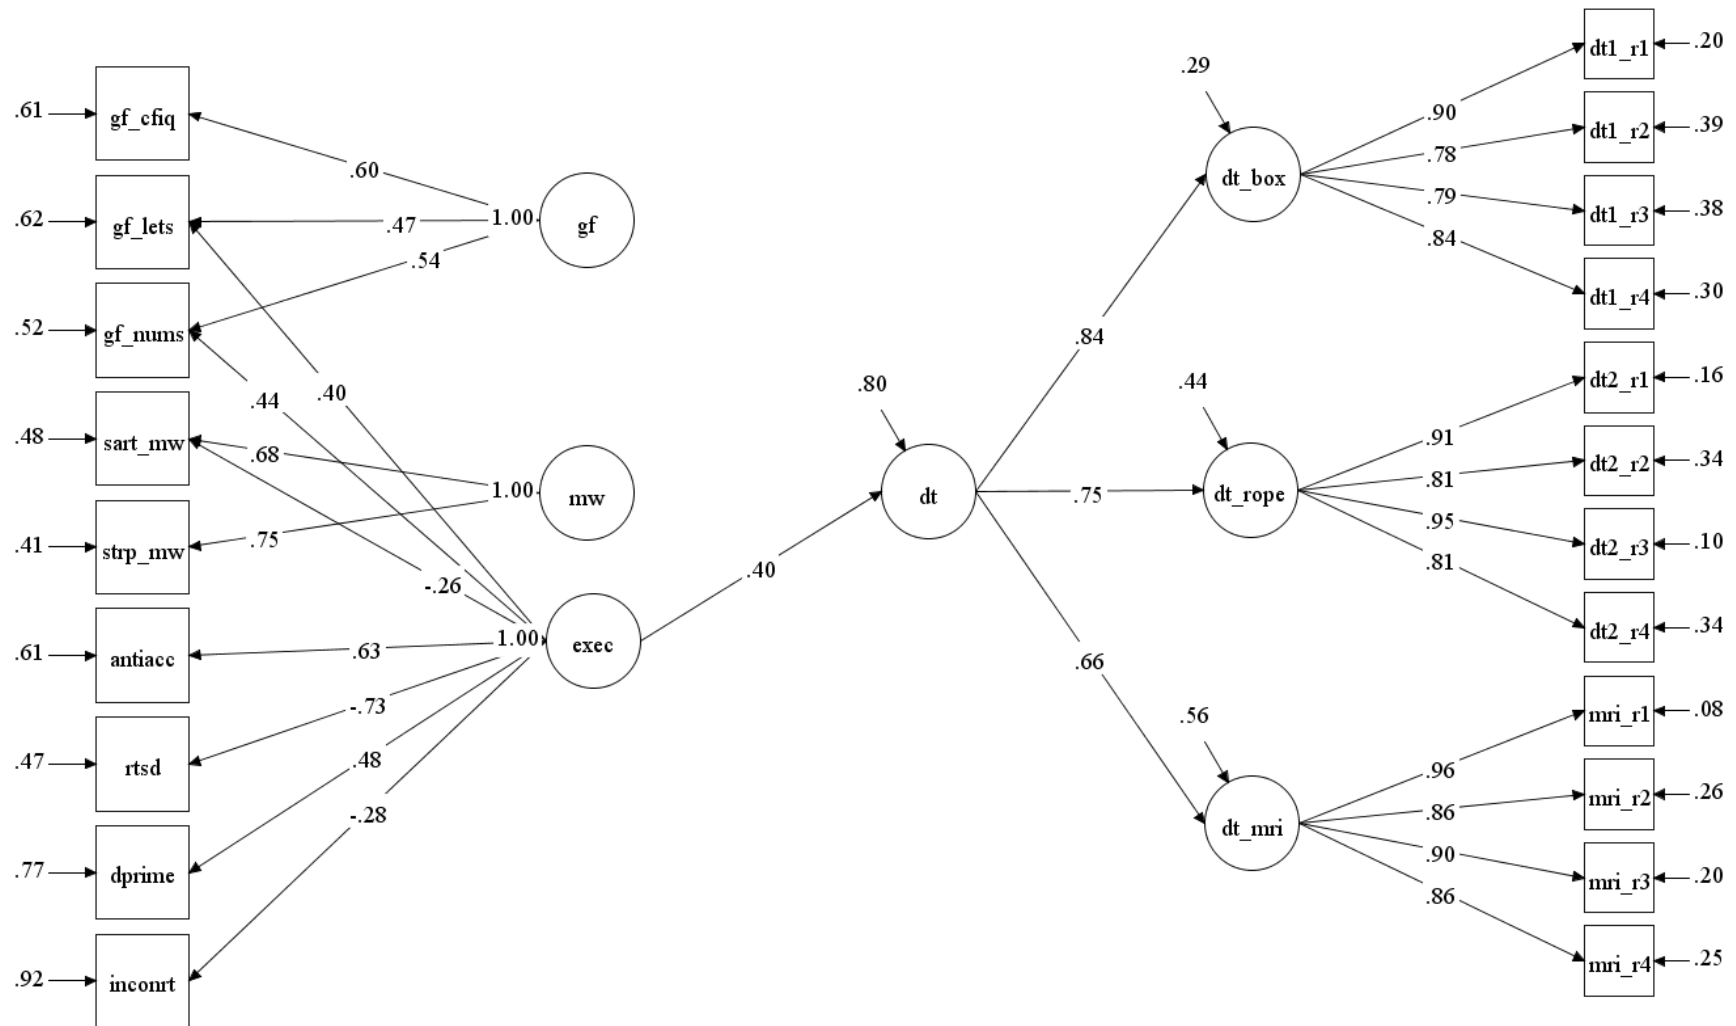 .61 gf_cfiq
.62 gf_lets
.52 gf_nums
.48 sart_mw
.41 strp_mw
.61 antiacc
.47 rtsd
.77 dprime
.92 inconrt
.60
.47
.54
1.00 gf
.40
.44
.68
.75
1.00 mw
-.26
.63
-.73
.48
-.28
1.00 exec
.40
.80
dt
.84
.75
.66
.29
dt_box
.44
dt_rope
.56
dt_mri
.90
.78
.79
.84
.91
.81
.95
.81
.96
.86
.90
.86
dt1_r1 .20
dt1_r2 .39
dt1_r3 .38
dt1_r4 .30
dt2_r1 .16
dt2_r2 .34
dt2_r3 .10
dt2_r4 .34
mri_r1 .08
mri_r2 .26
mri_r3 .20
mri_r4 .25